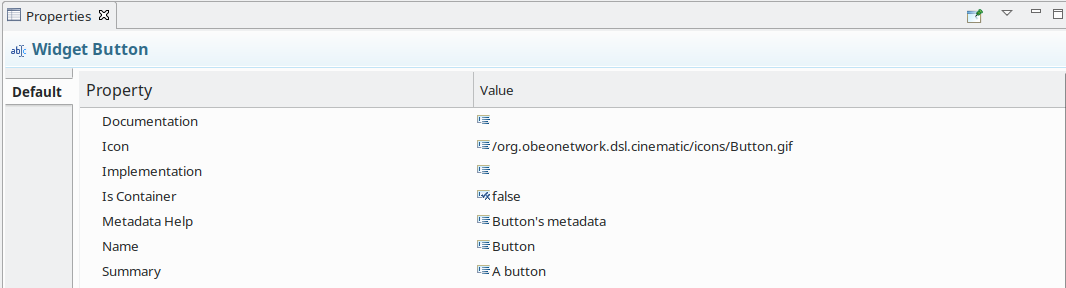 Properties
Widget Button
Default
Property Value
Documentation
Icon /org.obeonetwork.dsl.cinematic/icons/Button.gif
Implementation
Is Container false
Metadata Help Button's metadata
Name Button
Summary A button